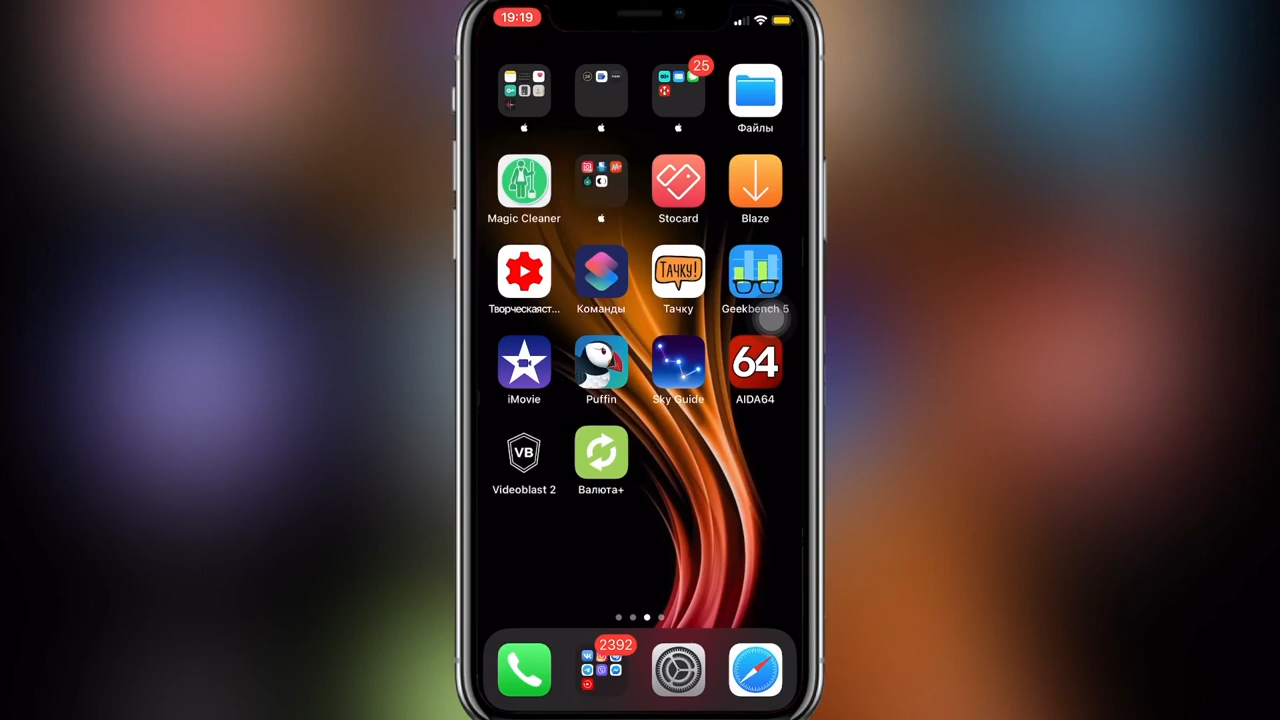 19:19
25
Файлы
Magic Cleaner
Stocard
Blaze
Творческаяст...
Команды
ТАЧКУ!
Тачку
Geekbench 5
iMovie
Puffin
Sky Guide
64
AIDA64
VB
Videoblast 2
Валюта+
2392